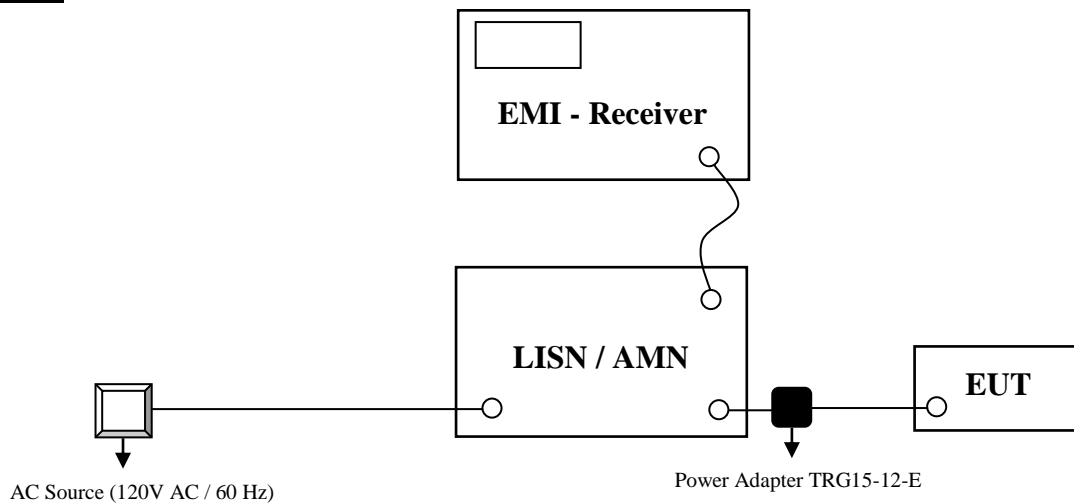 EMI - Receiver
LISN / AMN
EUT
Power Adapter TRG15-12-E
AC Source (120V AC / 60 Hz)